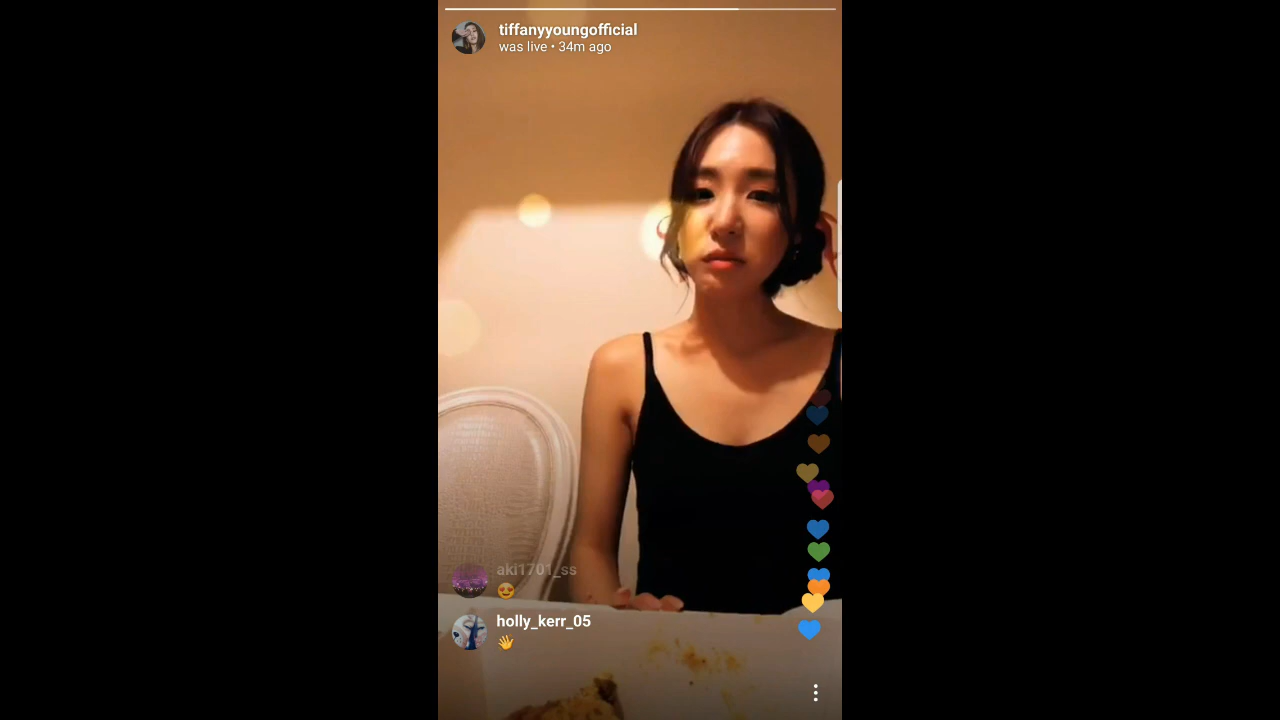 tiffanyyoungofficial
was live • 34m ago
aki1701_ss
😍
holly_kerr_05
👋